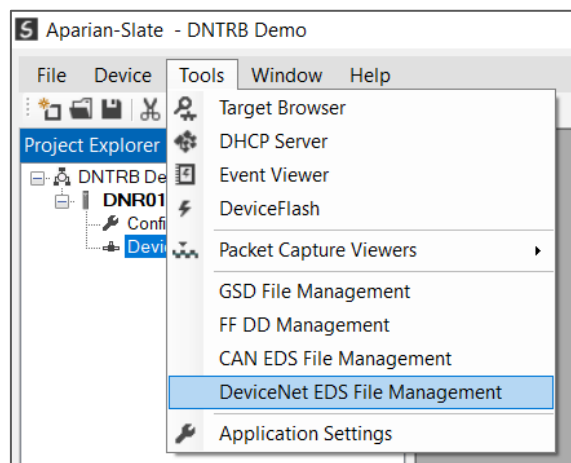 Aparian-Slate - DNTRB Demo
File Device Tools Window Help
Target Browser
Project Explorer
DHCP Server
DNTRB De
Event Viewer
DNR01
DeviceFlash
Confi
Devi
Packet Capture Viewers
GSD File Management
FF DD Management
CAN EDS File Management
DeviceNet EDS File Management
Application Settings